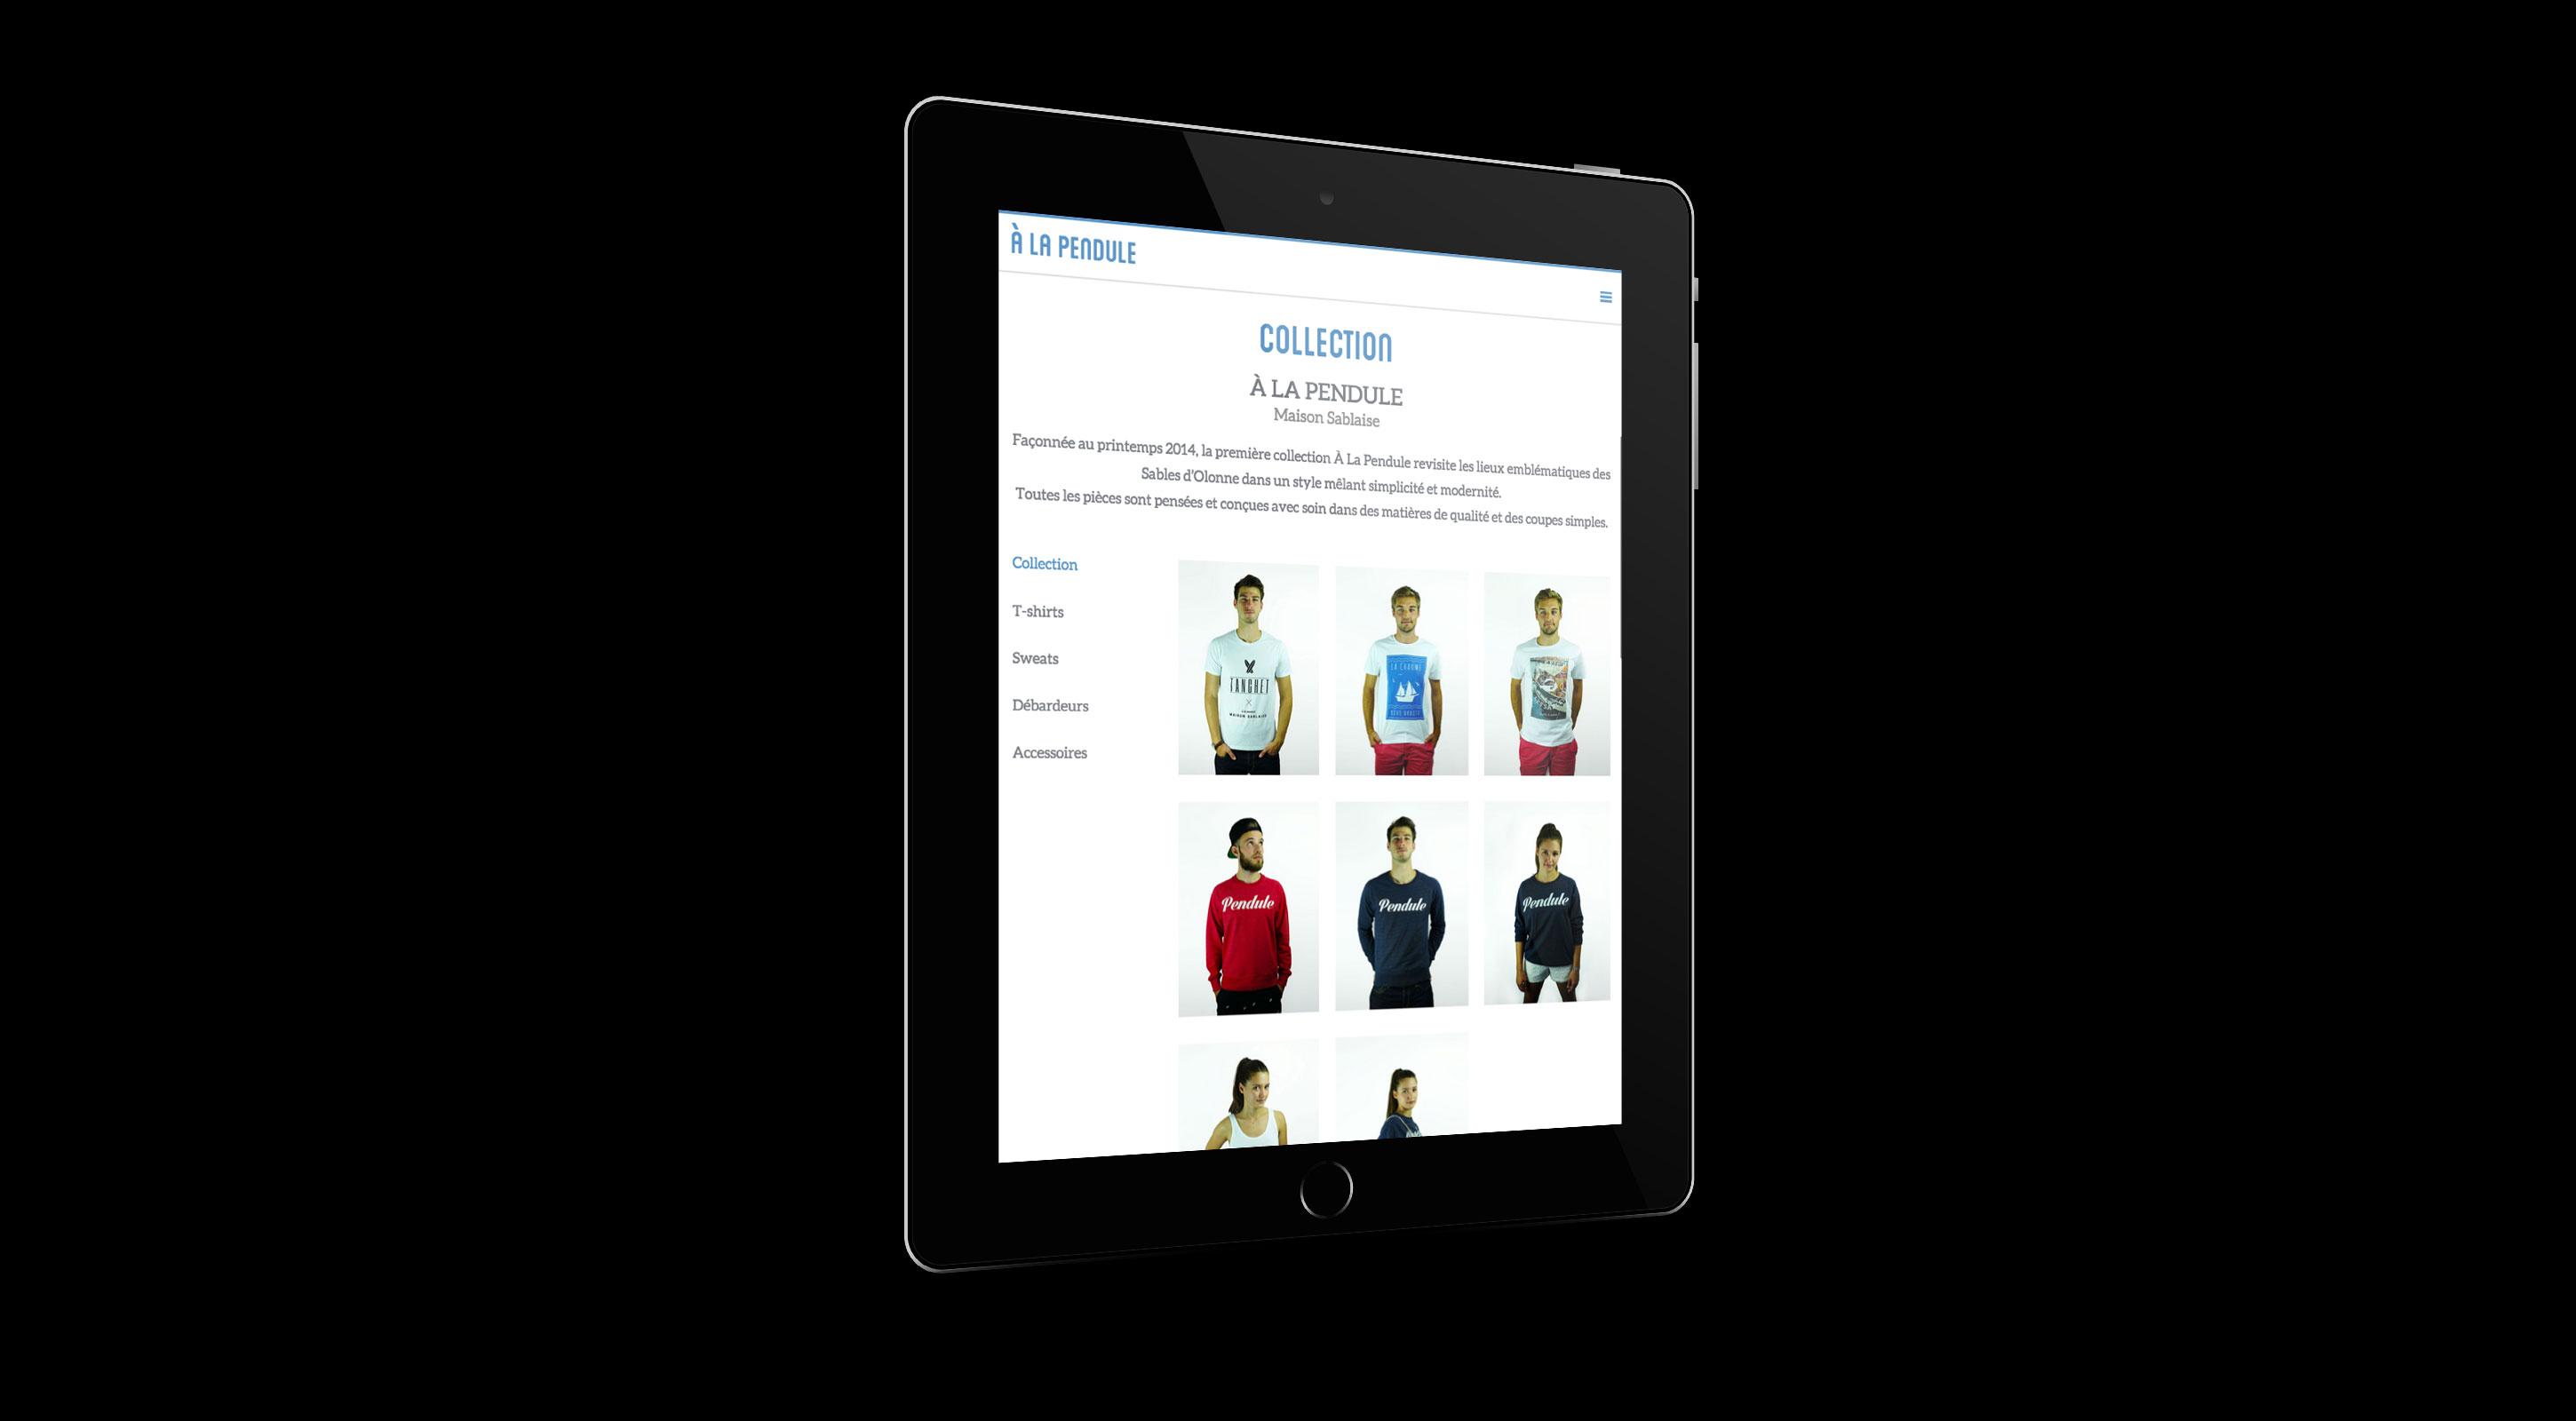 À LA PENDULE
COLLECTION
À LA PENDULE
Maison Sablaise
Façonnée au printemps 2014, la première collection À La Pendule revisite les lieux emblématiques des
Sables d'Olonne dans un style mêlant simplicité et modernité.
Toutes les pièces sont pensées et conçues avec soin dans des matières de qualité et des coupes simples.
Collection
T-shirts
Sweats
Débardeurs
Accessoires
TANCHET
MAISON SABLAISE
LA CHAUME
Pendule
Pendule
Pendule